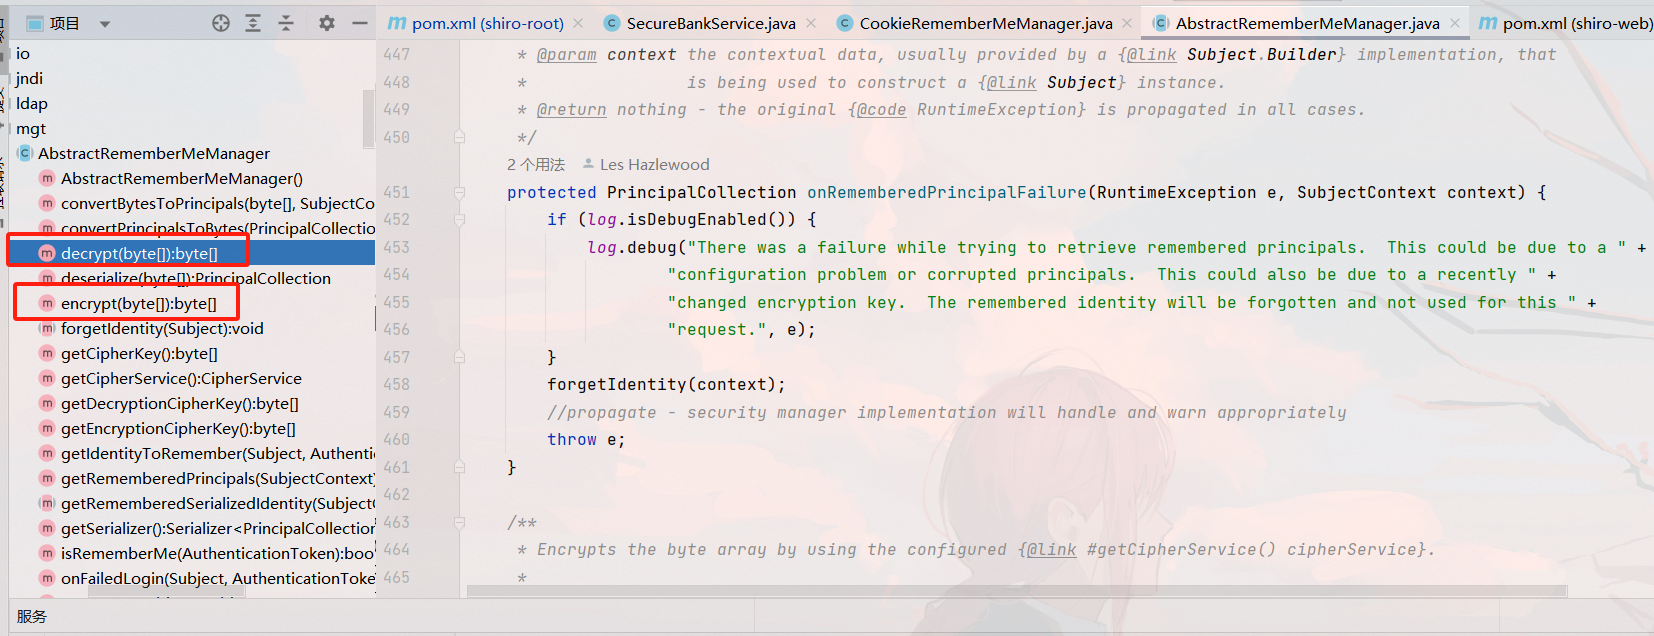 项目
pom.xml (shiro-root)
SecureBankService.java
CookieRememberMeManager.java
AbstractRememberMeManager.java
pom.xml (shiro-web)
io
jndi
ldap
mgt
AbstractRememberMeManager
AbstractRememberMeManager()
convertBytesToPrincipals(byte[], SubjectCo
convertPrincipalsToBytes(PrincipalCollectio
decrypt(byte[]):byte[]
deserialize(byte[]):PrincipalCollection
encrypt(byte[]):byte[]
forgetIdentity(Subject):void
getCipherKey():byte[]
getCipherService():CipherService
getDecryptionCipherKey():byte[]
getEncryptionCipherKey():byte[]
getIdentityToRemember(Subject, Authenti
getRememberedPrincipals(SubjectContext)
getRememberedSerializedIdentity(Subject
getSerializer():Serializer<PrincipalCollection
isRememberMe(AuthenticationToken):boo
onFailedLogin(Subject, AuthenticationToke
447 * @param context the contextual data, usually provided by a {@link Subject.Builder} implementation, that
448 * is being used to construct a {@link Subject} instance.
449 * @return nothing - the original {@code RuntimeException} is propagated in all cases.
450 */
2 个用法 Les Hazlewood
451 protected PrincipalCollection onRememberedPrincipalFailure(RuntimeException e, SubjectContext context) {
452 if (log.isDebugEnabled()) {
453 log.debug("There was a failure while trying to retrieve remembered principals.  This could be due to a " +
454 "configuration problem or corrupted principals.  This could also be due to a recently " +
455 "changed encryption key.  The remembered identity will be forgotten and not used for this " +
456 "request.", e);
457 }
458 forgetIdentity(context);
459 //propagate - security manager implementation will handle and warn appropriately
460 throw e;
461 }
462
463 /**
464 * Encrypts the byte array by using the configured {@link #getCipherService() cipherService}.
465 *
服务